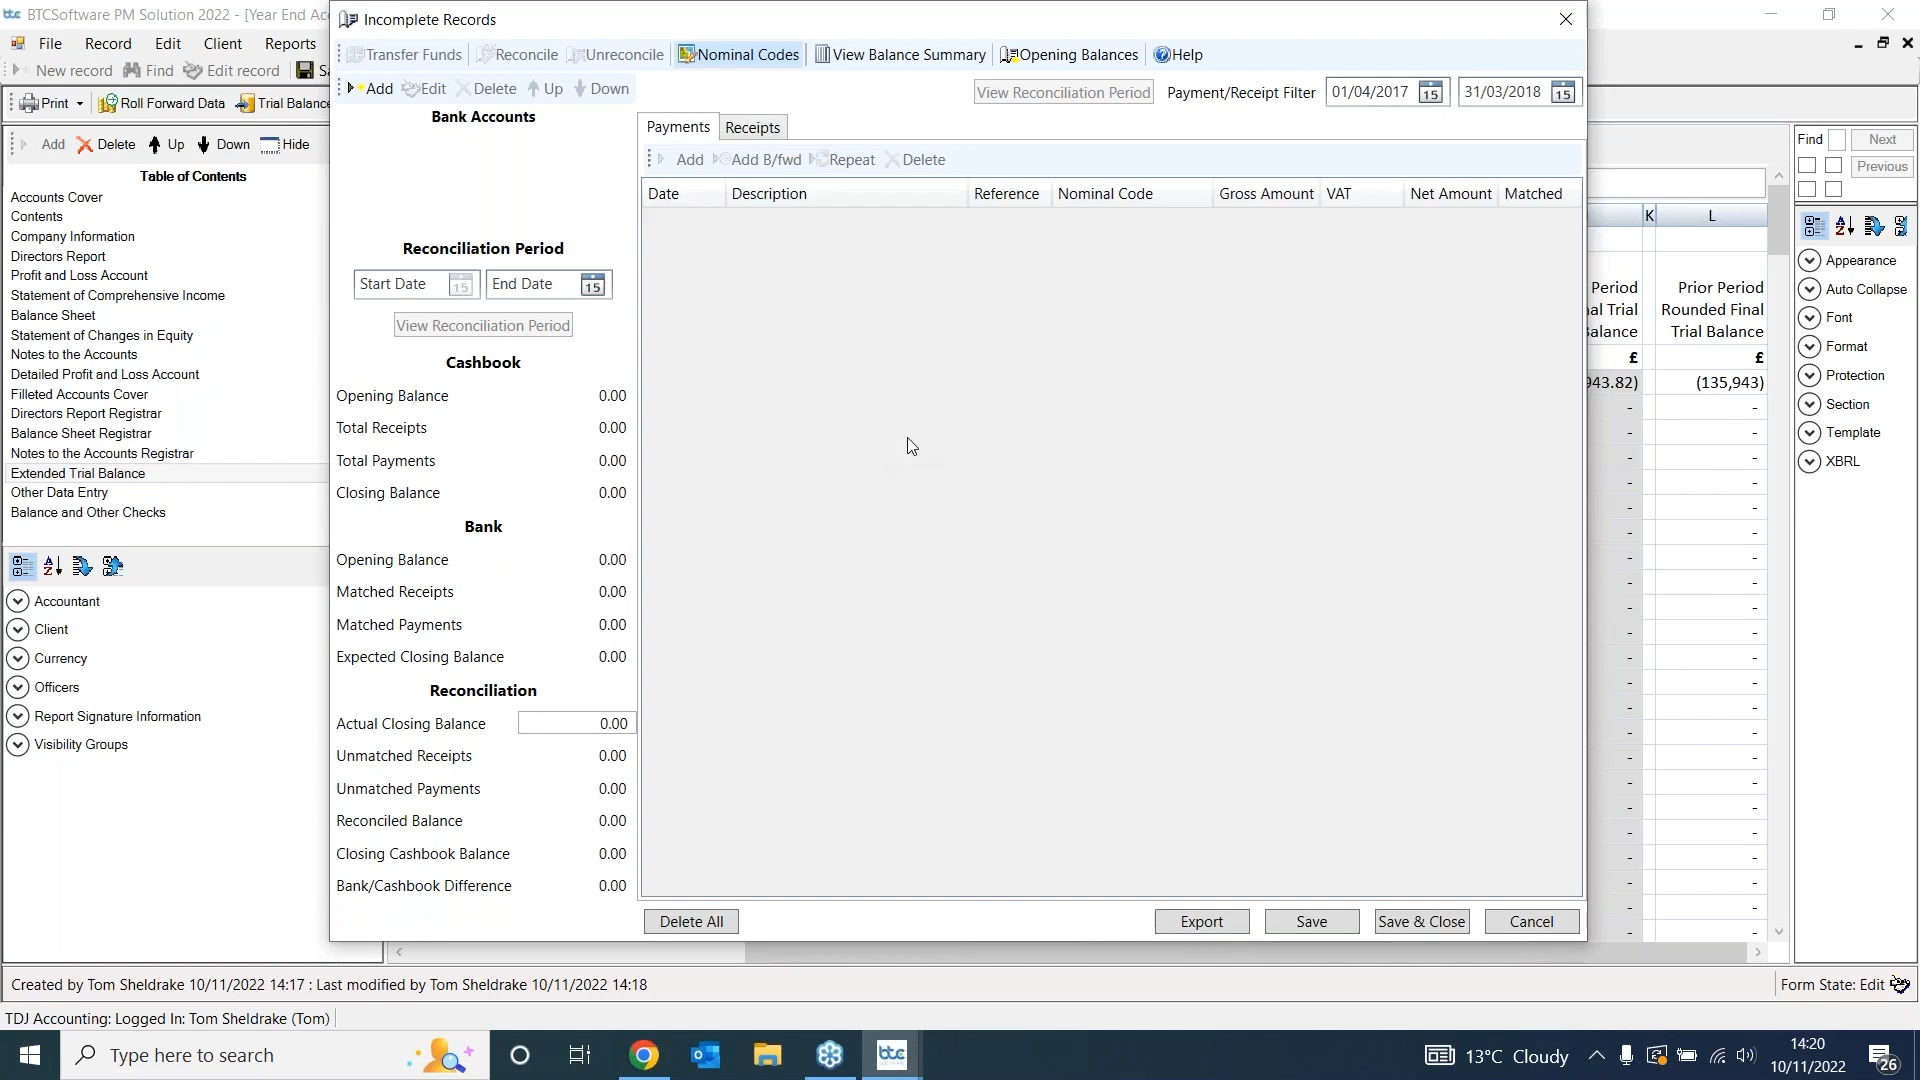 BTCSoftware PM Solution 2022 - [Year End Acc
File Record Edit Client Reports
New record Find Edit record Sa
Print Roll Forward Data Trial Balance
Add Delete Up Down Hide
Table of Contents
Accounts Cover
Contents
Company Information
Directors Report
Profit and Loss Account
Statement of Comprehensive Income
Balance Sheet
Statement of Changes in Equity
Notes to the Accounts
Detailed Profit and Loss Account
Filleted Accounts Cover
Directors Report Registrar
Balance Sheet Registrar
Notes to the Accounts Registrar
Extended Trial Balance
Other Data Entry
Balance and Other Checks
Accountant
Client
Currency
Officers
Report Signature Information
Visibility Groups
Incomplete Records
Transfer Funds Reconcile Unreconcile Nominal Codes View Balance Summary Opening Balances Help
Add Edit Delete Up Down
View Reconciliation Period Payment/Receipt Filter 01/04/2017 15 31/03/2018 15
Bank Accounts
Reconciliation Period
Start Date 15 End Date 15
View Reconciliation Period
Cashbook
Opening Balance 0.00
Total Receipts 0.00
Total Payments 0.00
Closing Balance 0.00
Bank
Opening Balance 0.00
Matched Receipts 0.00
Matched Payments 0.00
Expected Closing Balance 0.00
Reconciliation
Actual Closing Balance 0.00
Unmatched Receipts 0.00
Unmatched Payments 0.00
Reconciled Balance 0.00
Closing Cashbook Balance 0.00
Bank/Cashbook Difference 0.00
Payments Receipts
Add Add B/fwd Repeat Delete
Date Description Reference Nominal Code Gross Amount VAT Net Amount Matched
Delete All Export Save Save & Close Cancel
K L
Period Prior Period
al Trial Rounded Final
alance Trial Balance
£ £
943.82) (135,943)
Find Next
Previous
Appearance
Auto Collapse
Font
Format
Protection
Section
Template
XBRL
Created by Tom Sheldrake 10/11/2022 14:17 : Last modified by Tom Sheldrake 10/11/2022 14:18
Form State: Edit
TDJ Accounting: Logged In: Tom Sheldrake (Tom)
Type here to search
btc
13°C Cloudy
14:20
10/11/2022
26